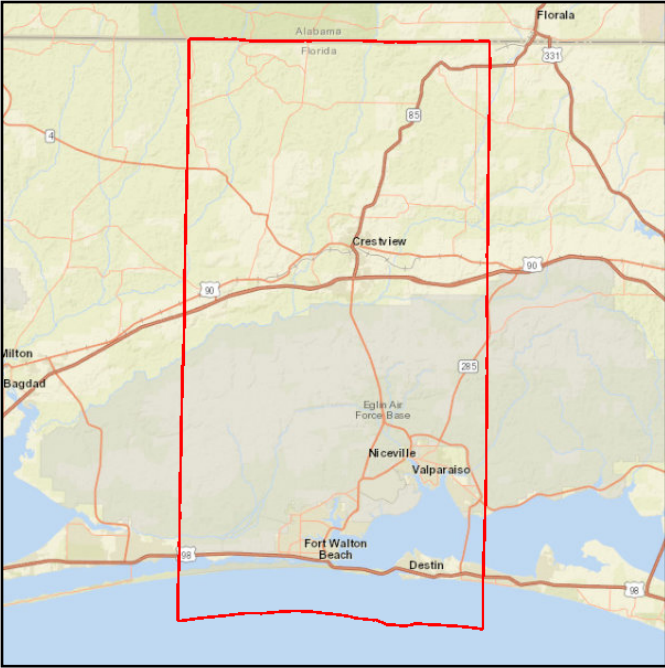 Florala
Alabama
Florida
331
85
4
Crestview
90
90
Milton
285
Bagdad
Eglin Air
Force Base
Niceville
Valparaiso
Fort Walton
Beach
98
Destin
98